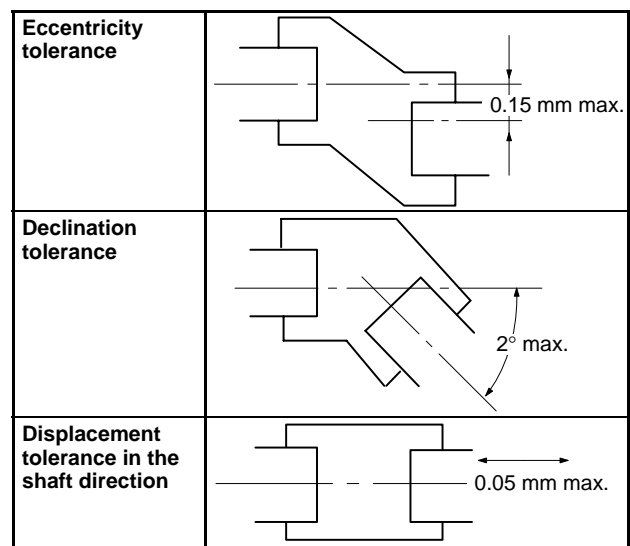 Eccentricity
tolerance
0.15 mm max.
Declination
tolerance
2° max.
Displacement
tolerance in the
shaft direction
0.05 mm max.